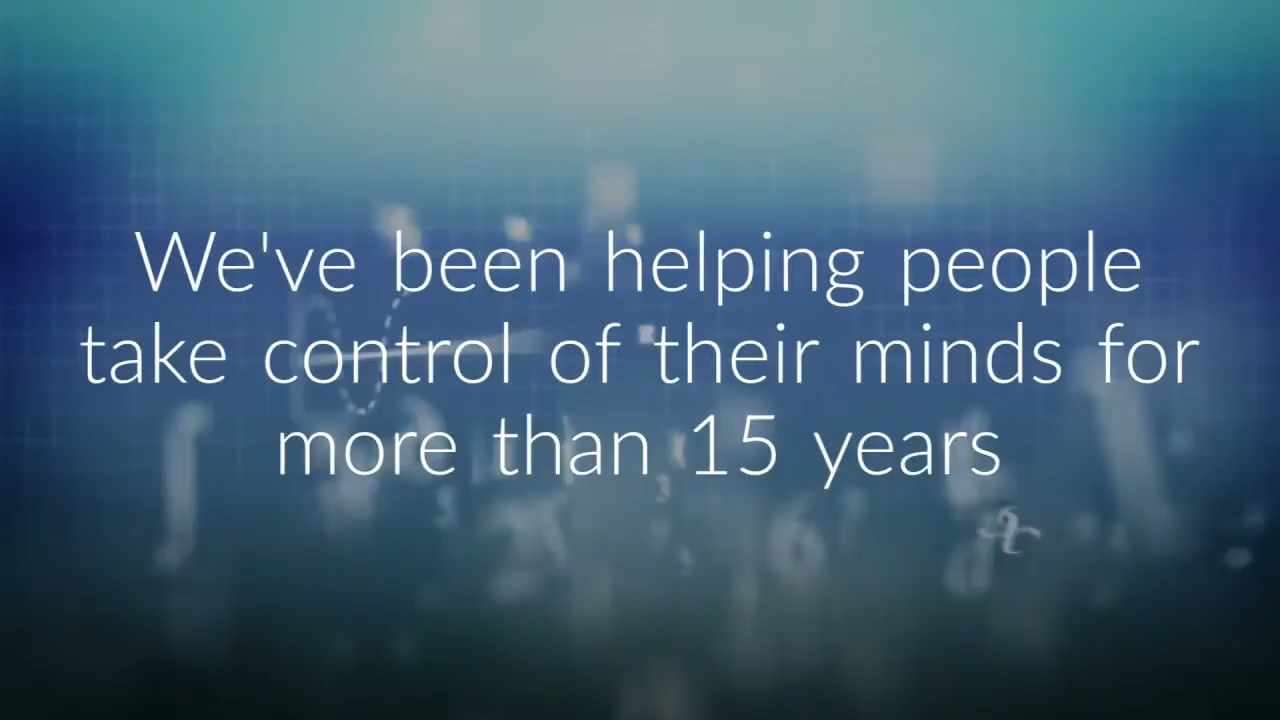 We've been helping people
take control of their minds for
more than 15 years